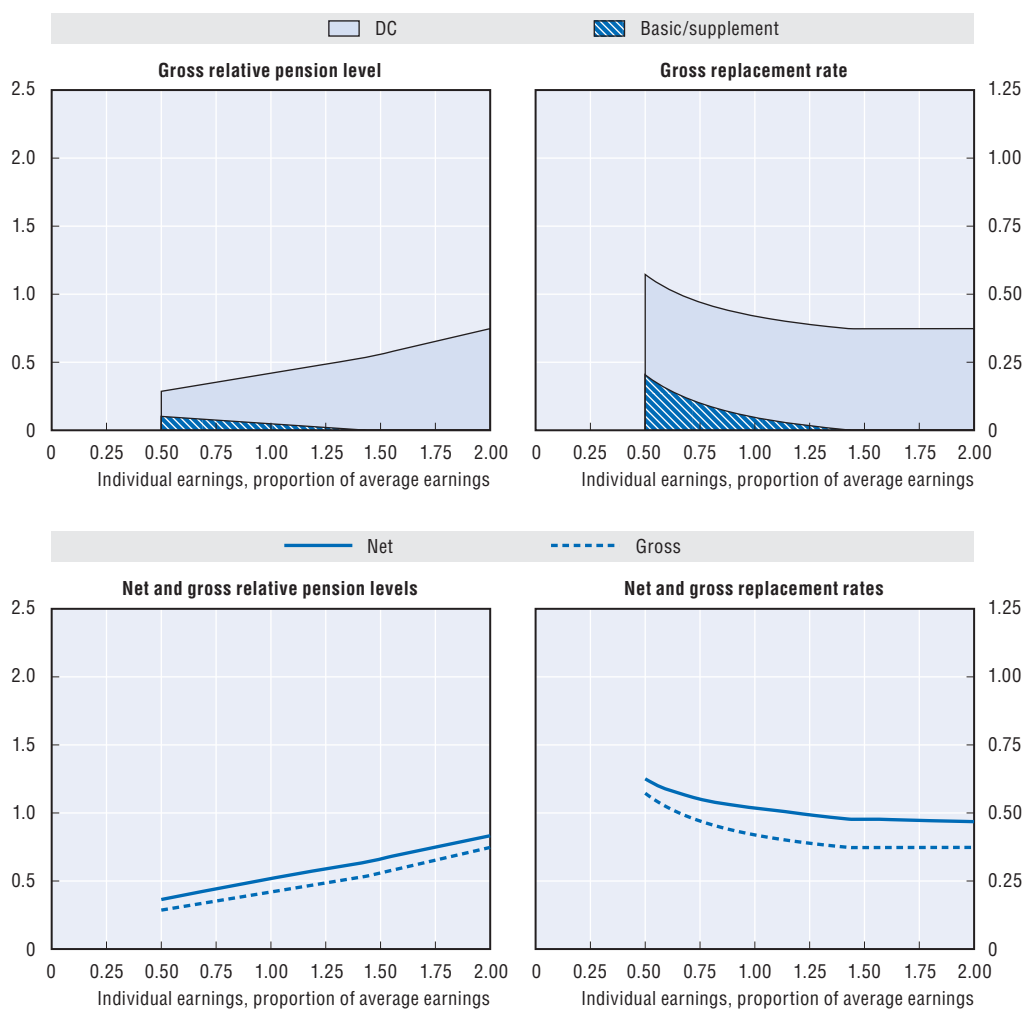 DC Basic/supplement
Gross relative pension level
2.5
2.0
1.5
1.0
0.5
0
0 0.25 0.50 0.75 1.00 1.25 1.50 1.75 2.00
Individual earnings, proportion of average earnings
Gross replacement rate
1.25
1.00
0.75
0.50
0.25
0
0 0.25 0.50 0.75 1.00 1.25 1.50 1.75 2.00
Individual earnings, proportion of average earnings
Net Gross
Net and gross relative pension levels
2.5
2.0
1.5
1.0
0.5
0
0 0.25 0.50 0.75 1.00 1.25 1.50 1.75 2.00
Individual earnings, proportion of average earnings
Net and gross replacement rates
1.25
1.00
0.75
0.50
0.25
0
0 0.25 0.50 0.75 1.00 1.25 1.50 1.75 2.00
Individual earnings, proportion of average earnings